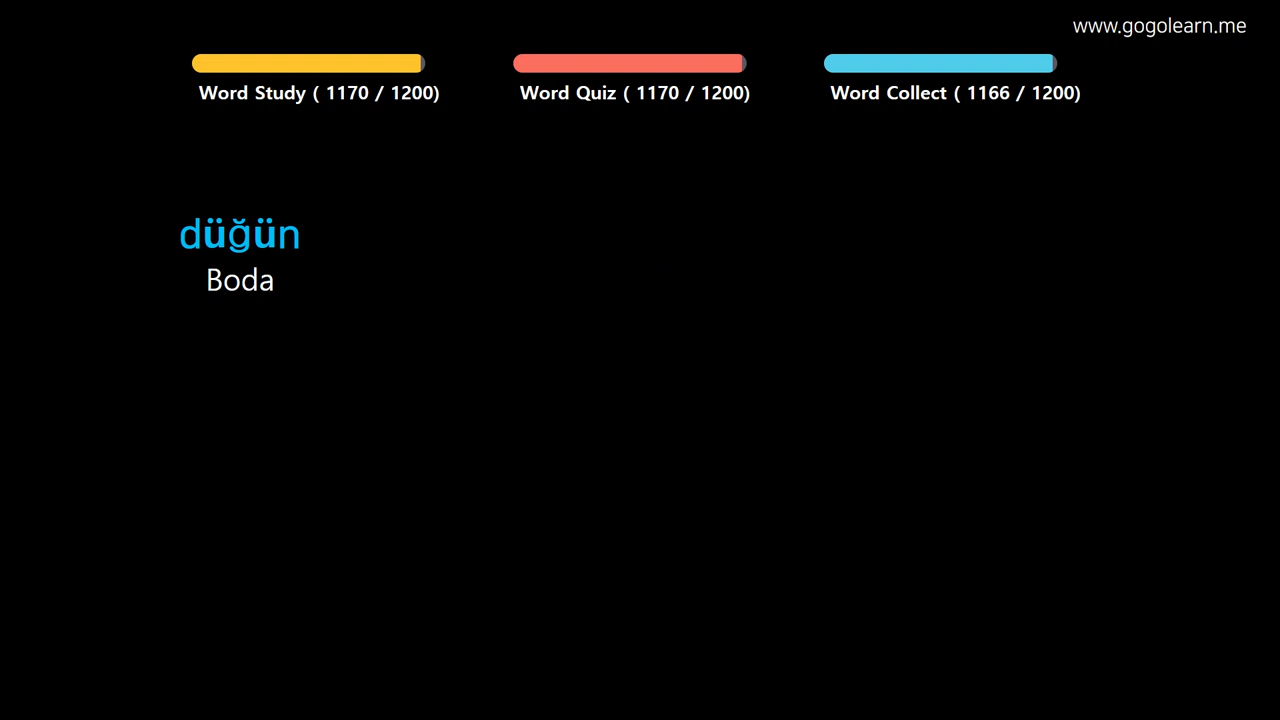 www.gogolearn.me
Word Study ( 1170 / 1200)
Word Quiz ( 1170 / 1200)
Word Collect ( 1166 / 1200)
düğün
Boda